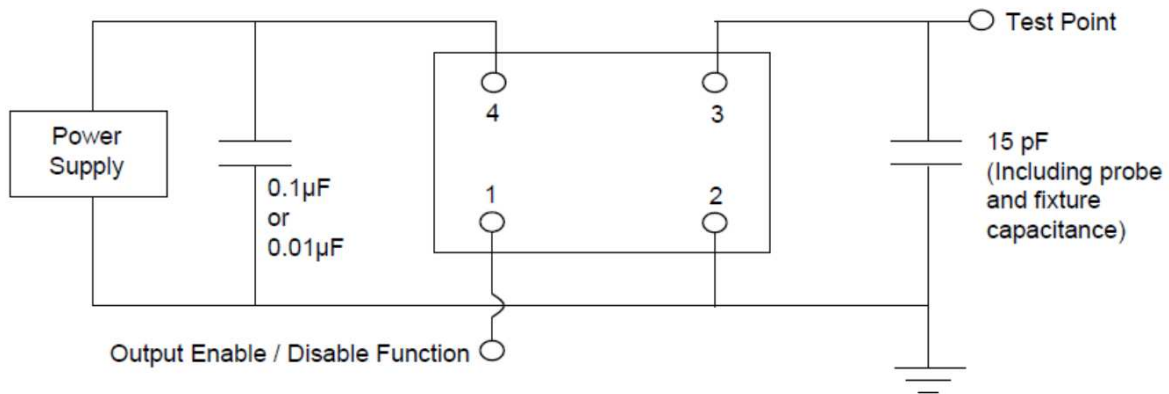 Test Point
Power
Supply
4
3
0.1µF
or
0.01µF
1
2
15 pF
(Including probe
and fixture
capacitance)
Output Enable / Disable Function